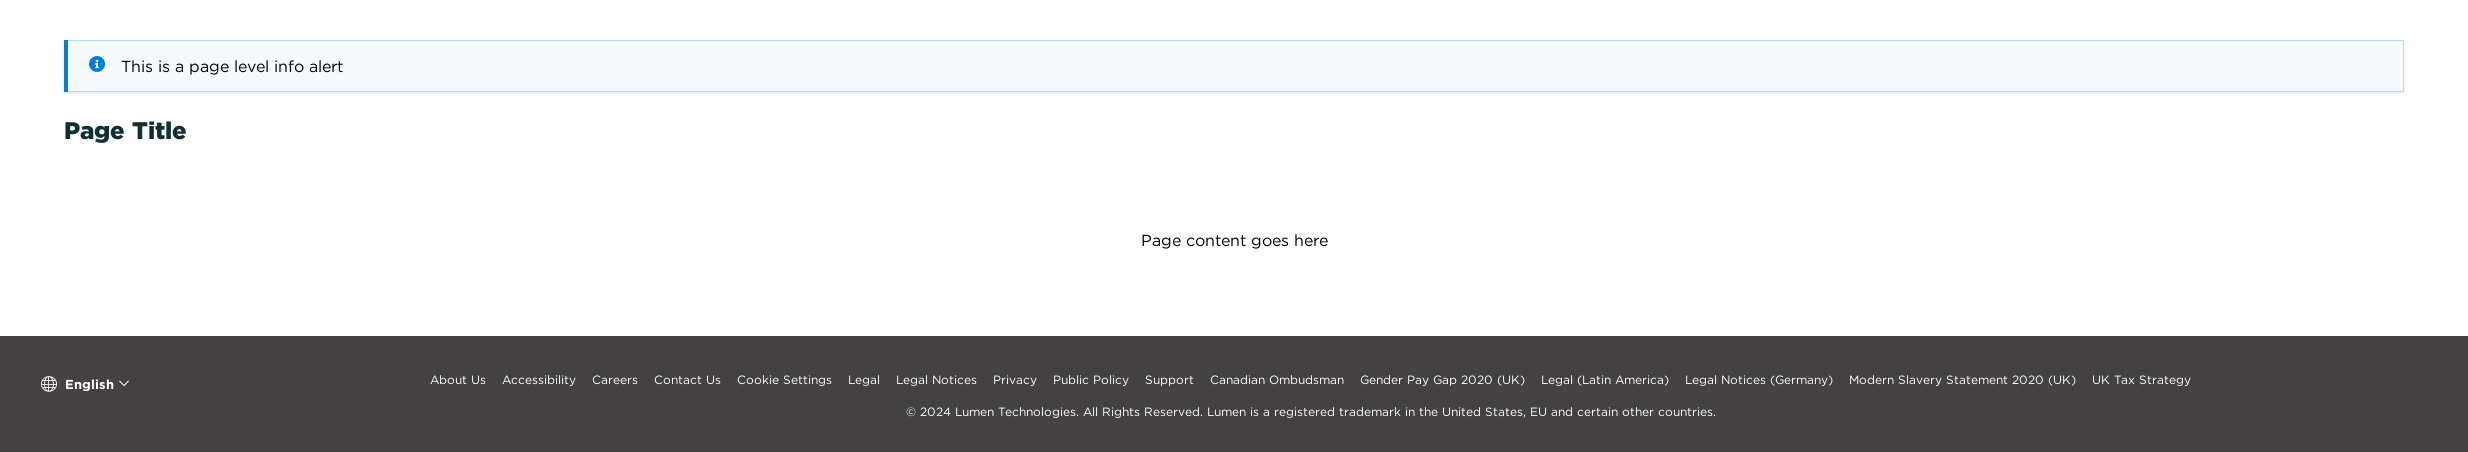 This is a page level info alert
Page Title
Page content goes here
English
About Us Accessibility Careers Contact Us Cookie Settings Legal Legal Notices Privacy Public Policy Support Canadian Ombudsman Gender Pay Gap 2020 (UK) Legal (Latin America) Legal Notices (Germany) Modern Slavery Statement 2020 (UK) UK Tax Strategy
© 2024 Lumen Technologies. All Rights Reserved. Lumen is a registered trademark in the United States, EU and certain other countries.